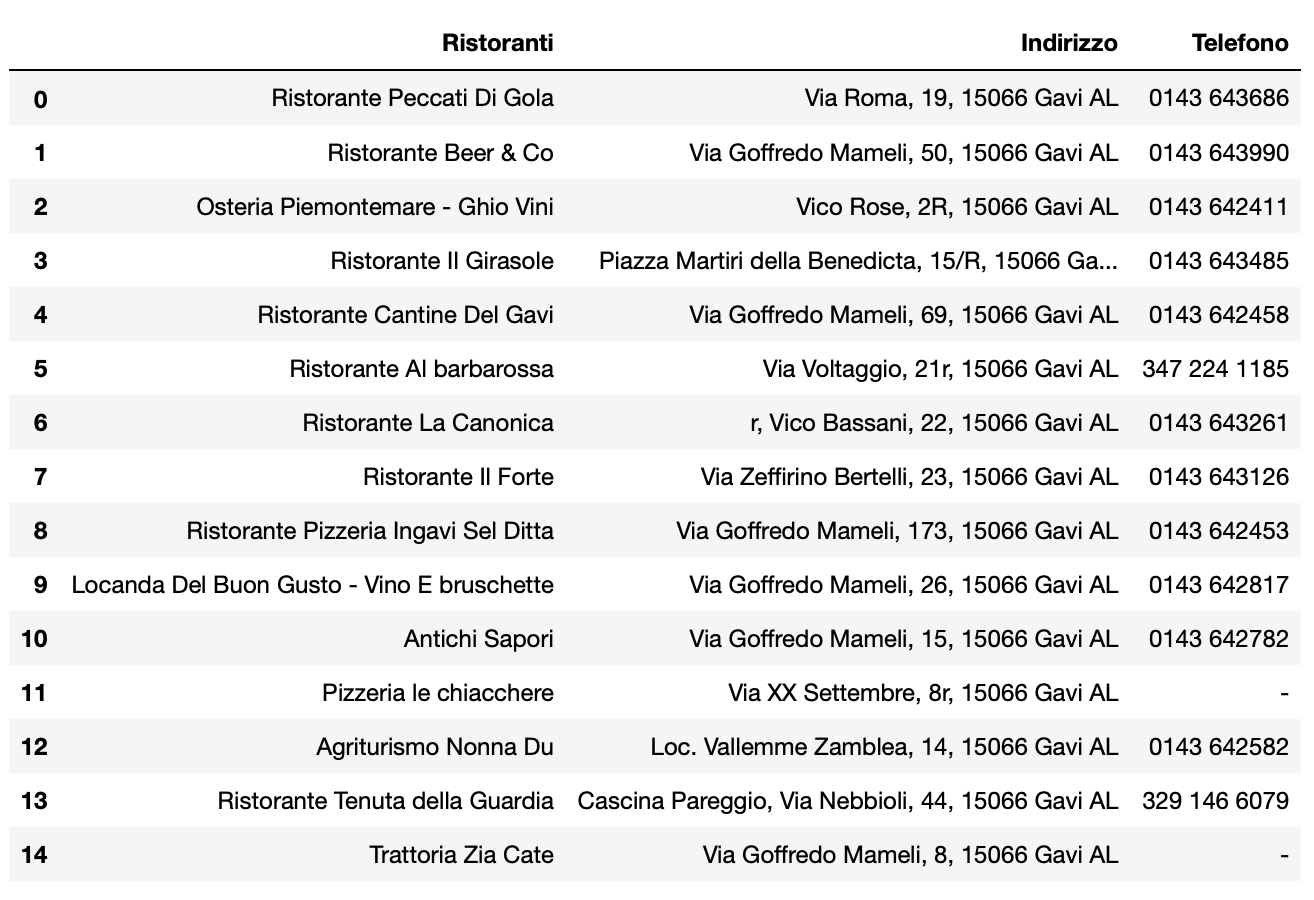 Ristoranti Indirizzo Telefono
0 Ristorante Peccati Di Gola Via Roma, 19, 15066 Gavi AL 0143 643686
1 Ristorante Beer & Co Via Goffredo Mameli, 50, 15066 Gavi AL 0143 643990
2 Osteria Piemontemare - Ghio Vini Vico Rose, 2R, 15066 Gavi AL 0143 642411
3 Ristorante Il Girasole Piazza Martiri della Benedicta, 15/R, 15066 Ga... 0143 643485
4 Ristorante Cantine Del Gavi Via Goffredo Mameli, 69, 15066 Gavi AL 0143 642458
5 Ristorante Al barbarossa Via Voltaggio, 21r, 15066 Gavi AL 347 224 1185
6 Ristorante La Canonica r, Vico Bassani, 22, 15066 Gavi AL 0143 643261
7 Ristorante Il Forte Via Zeffirino Bertelli, 23, 15066 Gavi AL 0143 643126
8 Ristorante Pizzeria Ingavi Sel Ditta Via Goffredo Mameli, 173, 15066 Gavi AL 0143 642453
9 Locanda Del Buon Gusto - Vino E bruschette Via Goffredo Mameli, 26, 15066 Gavi AL 0143 642817
10 Antichi Sapori Via Goffredo Mameli, 15, 15066 Gavi AL 0143 642782
11 Pizzeria le chiacchere Via XX Settembre, 8r, 15066 Gavi AL -
12 Agriturismo Nonna Du Loc. Vallemme Zamblea, 14, 15066 Gavi AL 0143 642582
13 Ristorante Tenuta della Guardia Cascina Pareggio, Via Nebbioli, 44, 15066 Gavi AL 329 146 6079
14 Trattoria Zia Cate Via Goffredo Mameli, 8, 15066 Gavi AL -